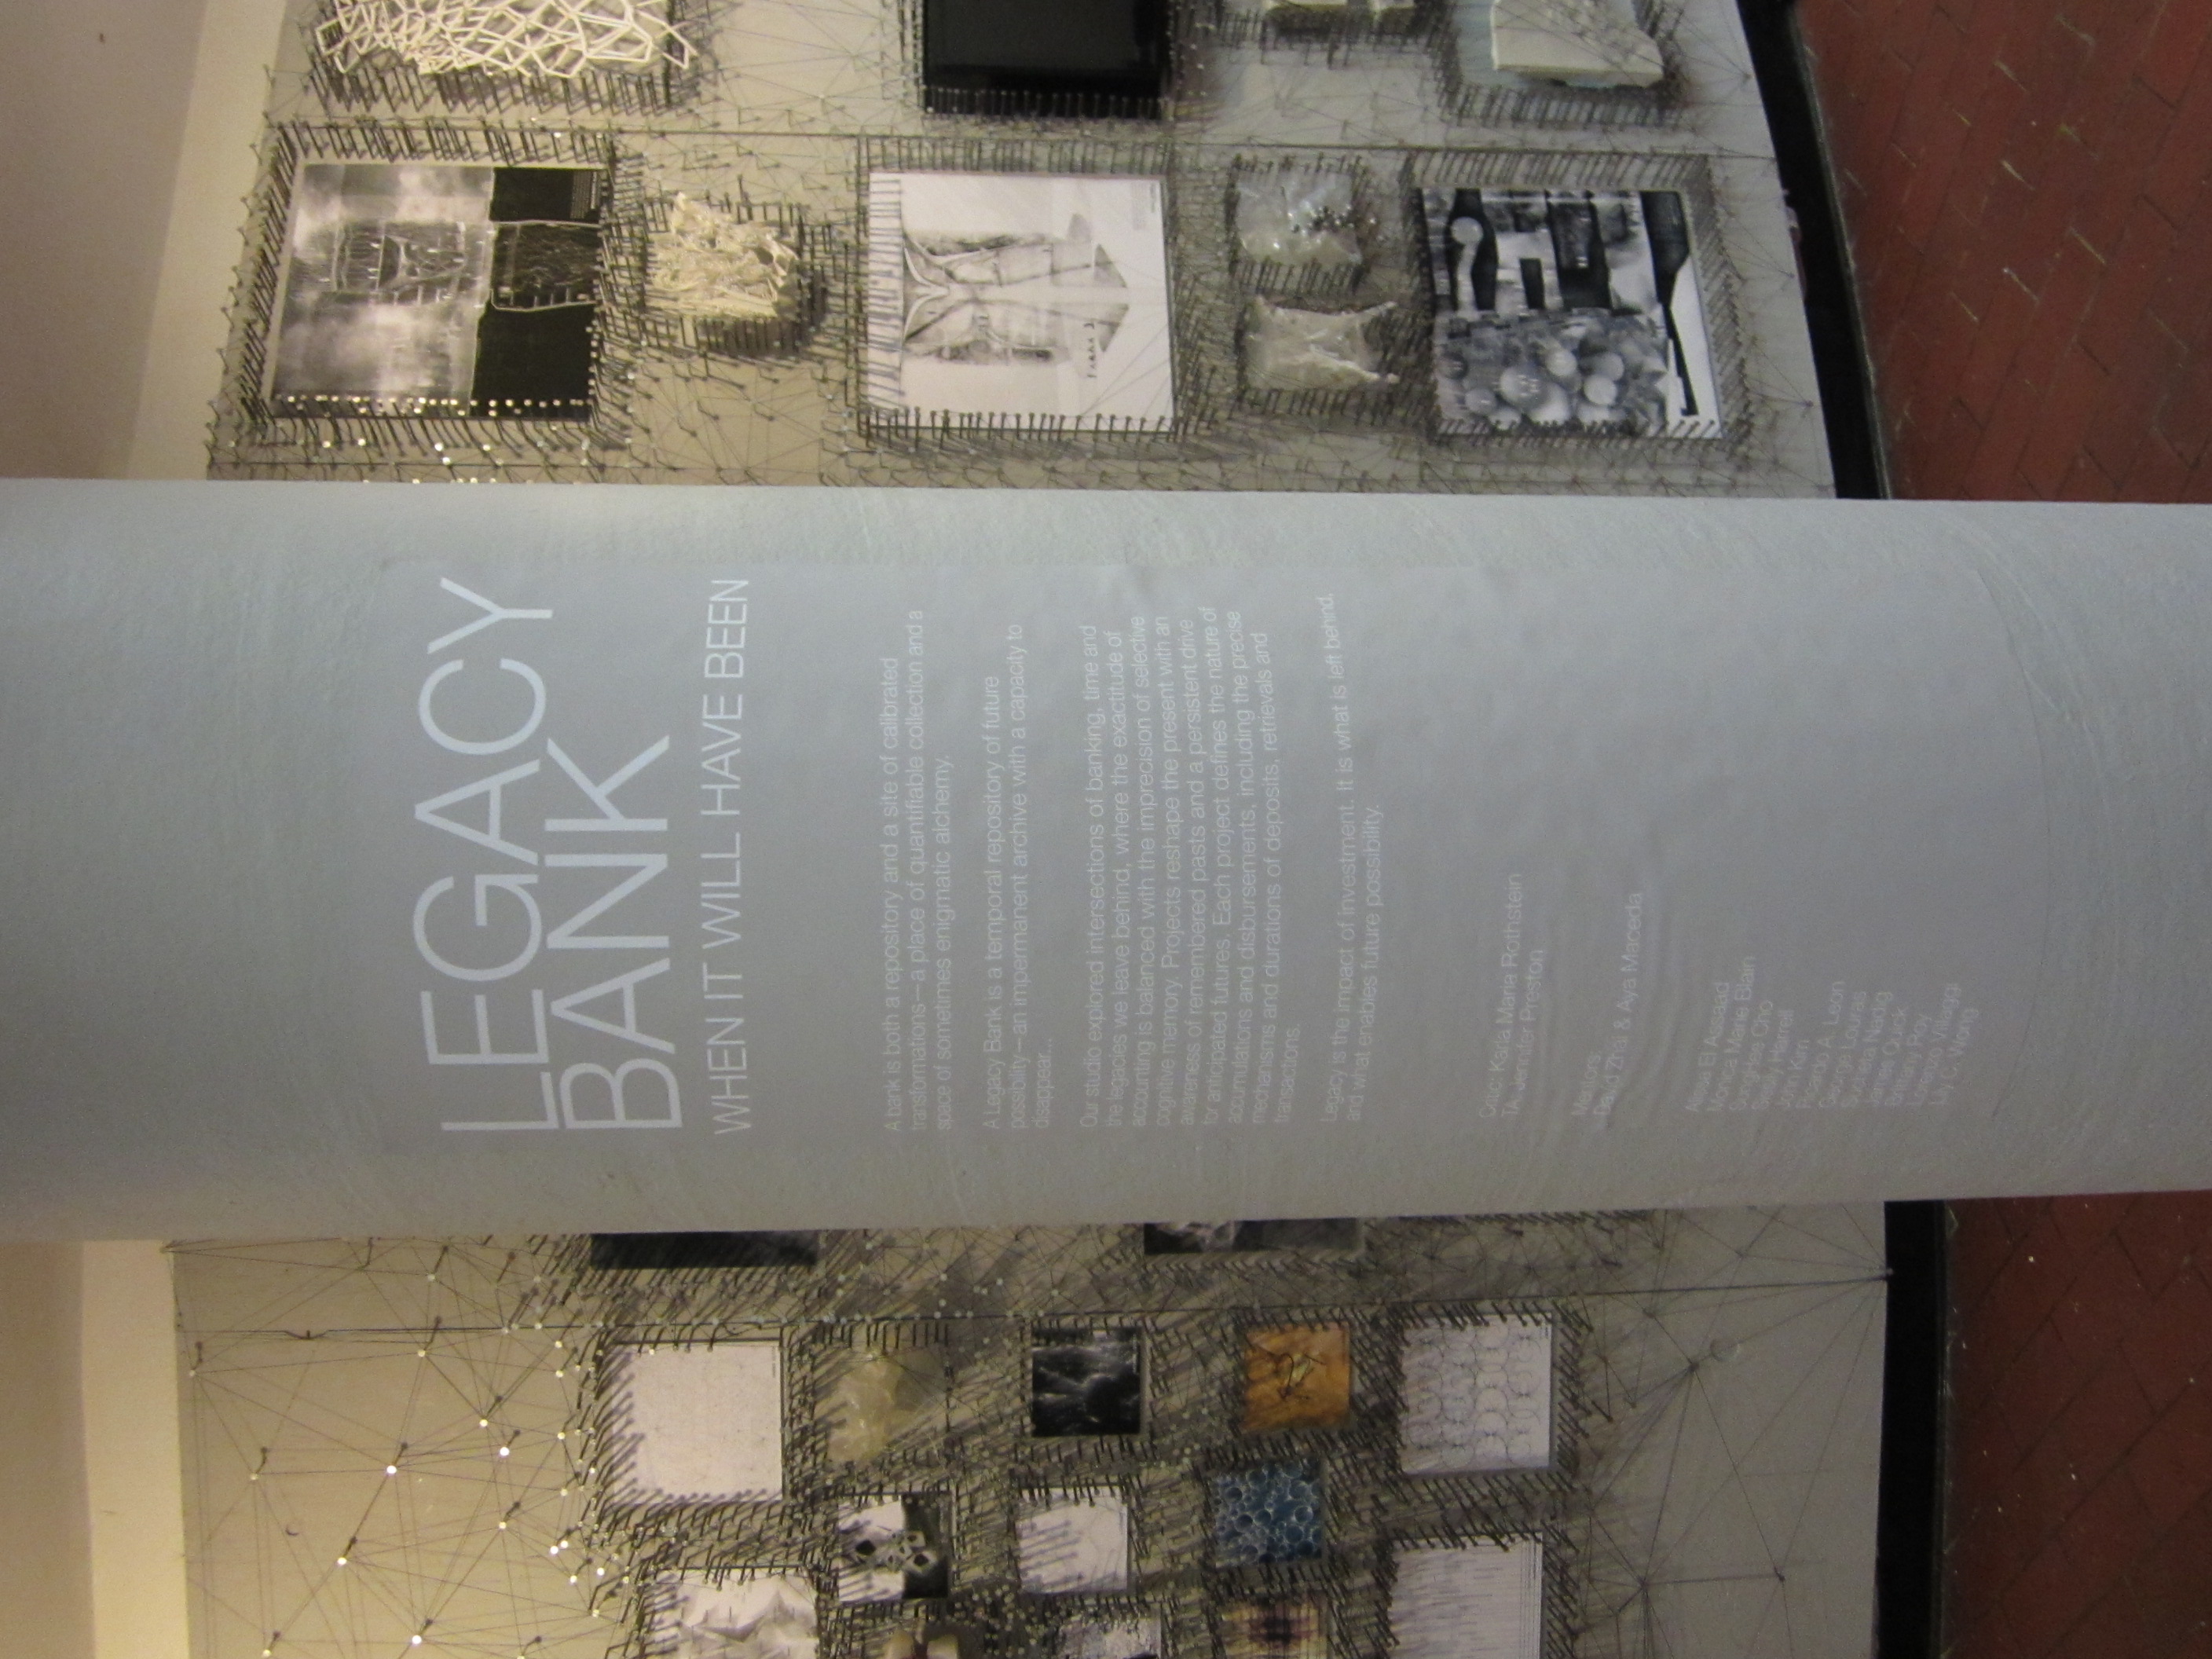 LEGACY
BANK
WHEN IT WILL HAVE BEEN
A bank is both a repository and a site of calibrated
transformations—a place of quantifiable collection and a
space of sometimes enigmatic alchemy.
A Legacy Bank is a temporal repository of future
possibility—an impermanent archive with a capacity to
disappear...
Our studio explored intersections of banking, time and
the legacies we leave behind, where the exactitude of
accounting is balanced with the imprecision of selective
cognitive memory. Projects reshape the present with an
awareness of remembered pasts and a persistent drive
for anticipated futures. Each project defines the nature of
accumulations and disbursements, including the precise
mechanisms and durations of deposits, retrievals and
transactions.
Legacy is the impact of investment. It is what is left behind,
and what enables future possibility.
Critic: Karla Maria Rothstein
TA: Jennifer Preston
Mentors:
David Zhai & Aya Maceda
El Assaad
Monica Marie Blain
SungHee Cho
Harrell
John Kim
Ricardo A. Leon
George Louras
Sucheta Nadig
James Quick
Brittany Roy
Lorenzo Villaggi
Lily C. Wong